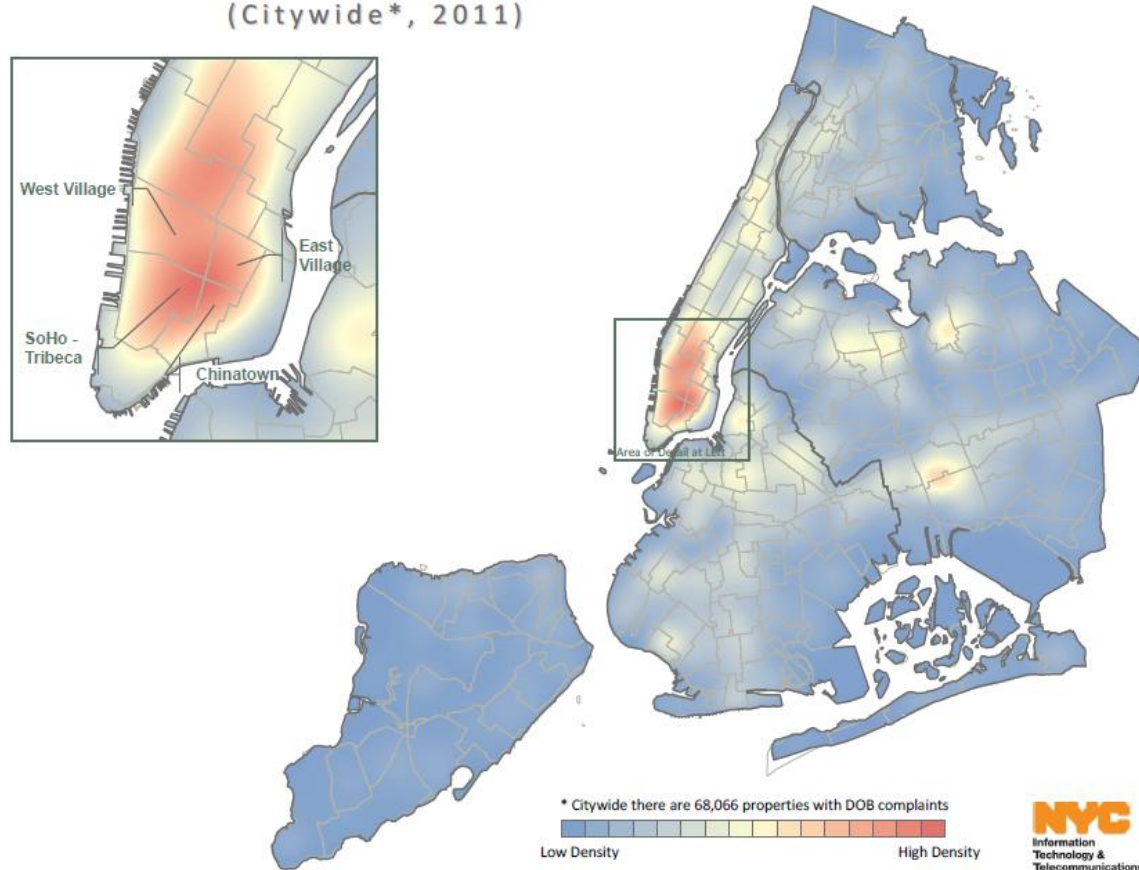 (Citywide*, 2011)
West Village
East
Village
SoHo -
Tribeca
Chinatown
Area of Detail at Left
* Citywide there are 68,066 properties with DOB complaints
Low Density
High Density
NYC
Information
Technology &
Telecommunications